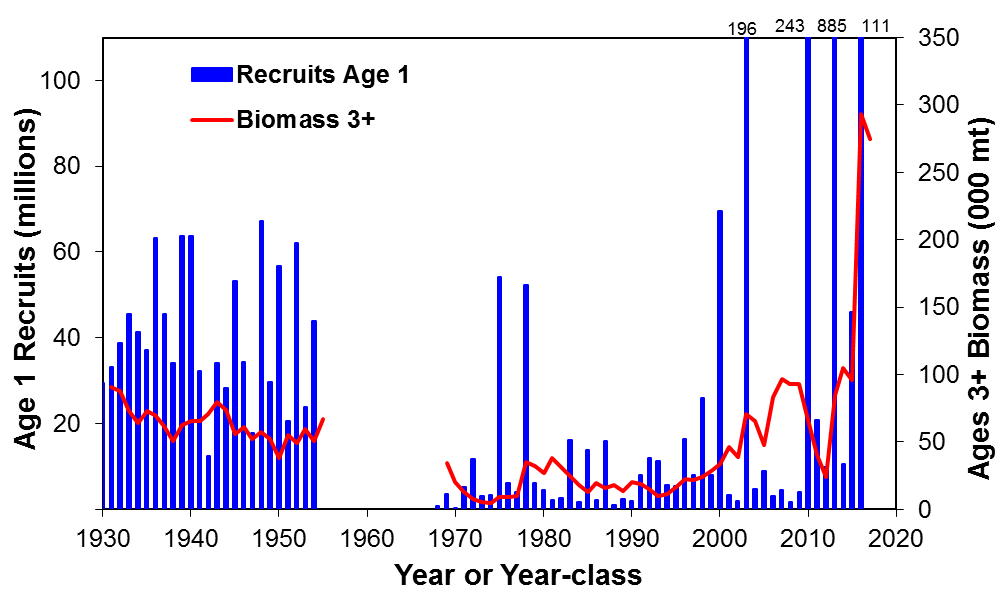 196 243 885 111
Recruits Age 1
Biomass 3+
Age 1 Recruits (millions)
100
80
60
40
20
350
300
250
200
150
100
50
0
Ages 3+ Biomass (000 mt)
1930 1940 1950 1960 1970 1980 1990 2000 2010 2020
Year or Year-class